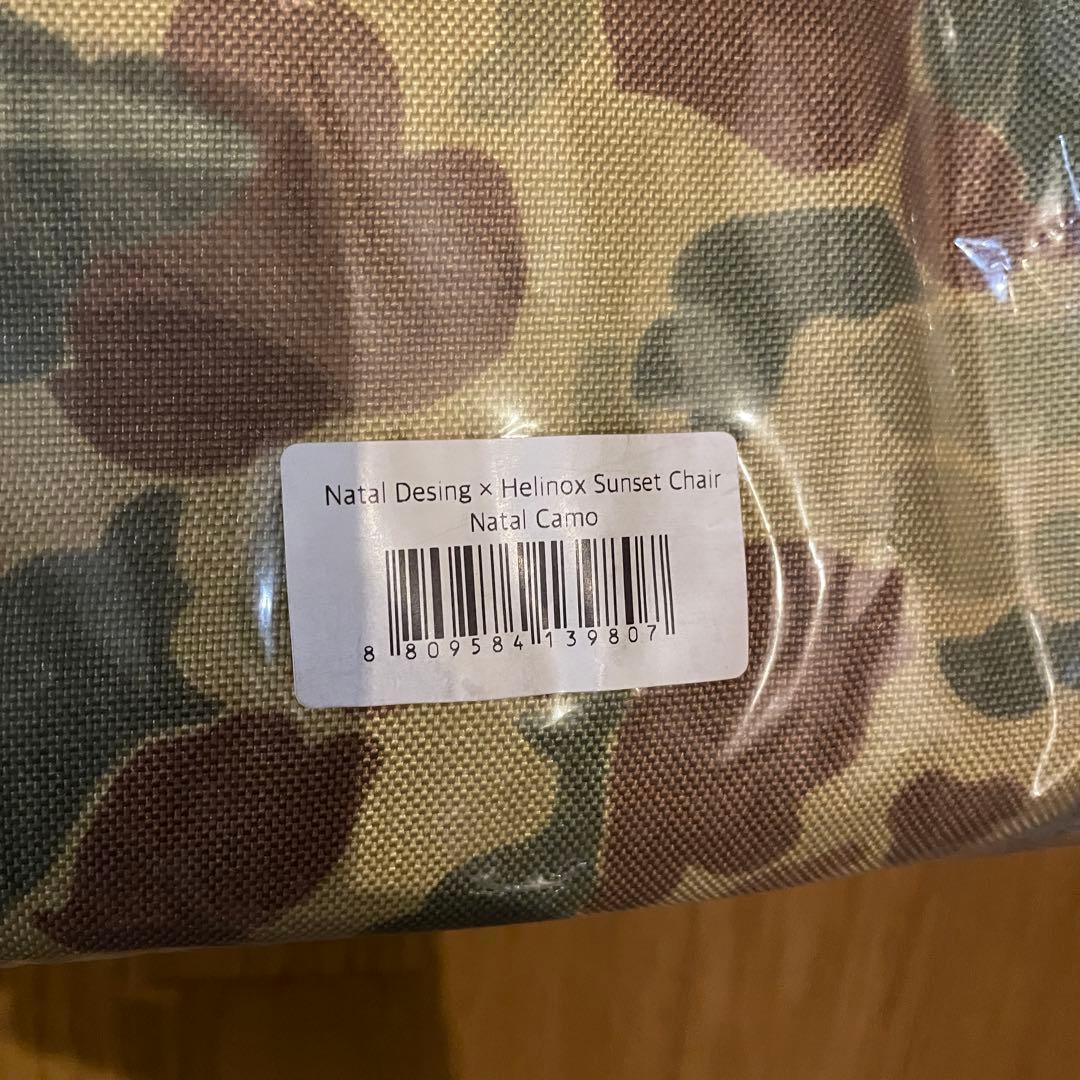 Natal Desing × Helinox Sunset Chair
Natal Camo
8 809584 139807